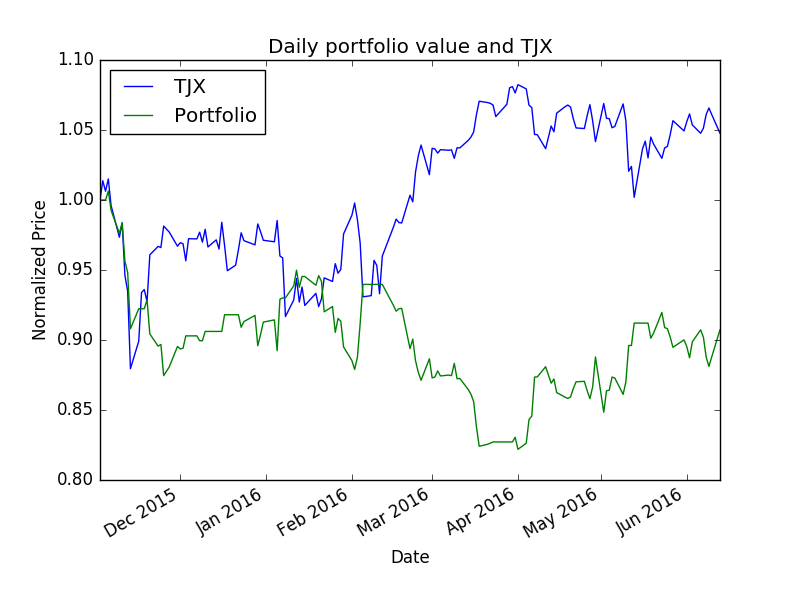 Daily portfolio value and TJX
TJX
Portfolio
1.10
1.05
1.00
0.95
0.90
0.85
0.80
Normalized Price
Dec 2015
Jan 2016
Feb 2016
Mar 2016
Apr 2016
May 2016
Jun 2016
Date